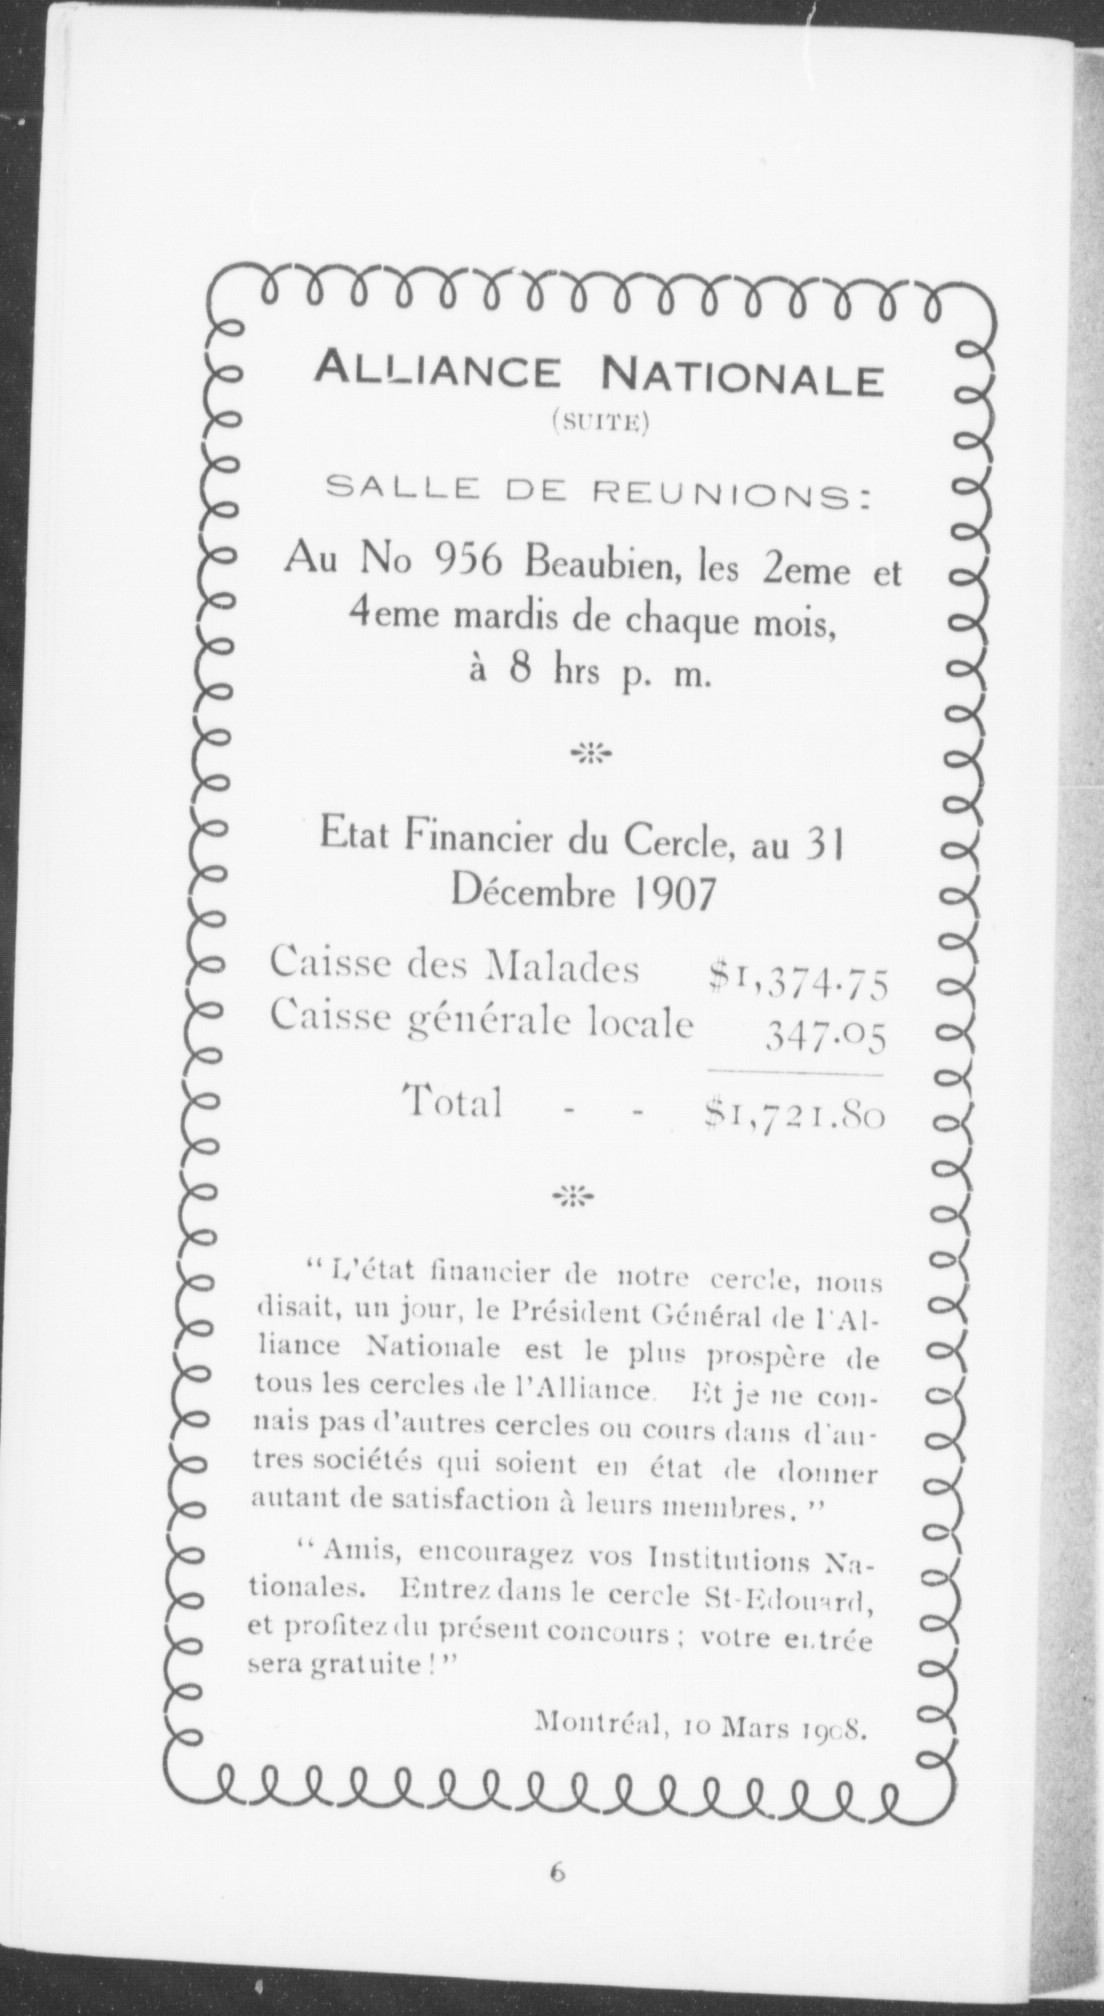 ALLIANCE NATIONALE
(SUITE)
SALLE DE REUNIONS:
Au No 956 Beaubien, les 2eme et
4eme mardis de chaque mois,
à 8 hrs p. m.
Etat Financier du Cercle, au 31
Décembre 1907
Caisse des Malades $1,374.75
Caisse générale locale 347.05
Total - - $1,721.80
“ L’état financier de notre cercle, nous
disait, un jour, le Président Général de l’Al-
liance Nationale est le plus prospère de
tous les cercles de l’Alliance. Et je ne con-
nais pas d’autres cercles ou cours dans d’au-
tres sociétés qui soient en état de donner
autant de satisfaction à leurs membres. ”
“ Amis, encouragez vos Institutions Na-
tionales. Entrez dans le cercle St-Edouard,
et profitez du présent concours ; votre entrée
sera gratuite ! ”
Montréal, 10 Mars 1908.
6